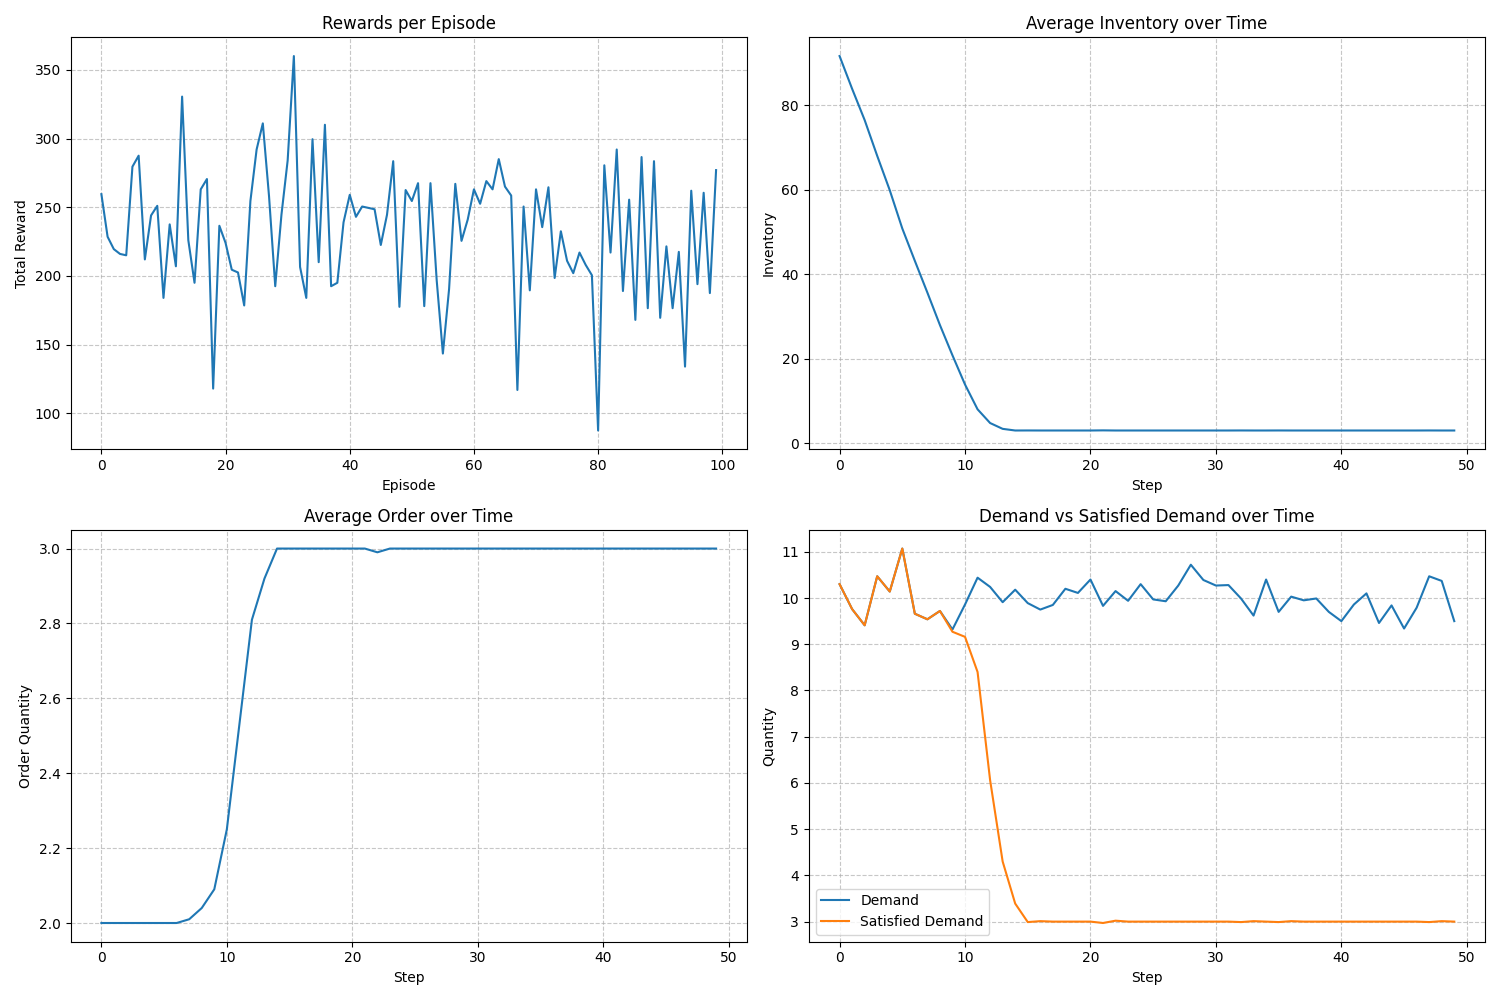 Rewards per Episode
Total Reward
350
300
250
200
150
100
0 20 40 60 80 100
Episode
Average Inventory over Time
Inventory
80
60
40
20
0
0 10 20 30 40 50
Step
Average Order over Time
Order Quantity
3.0
2.8
2.6
2.4
2.2
2.0
0 10 20 30 40 50
Step
Demand vs Satisfied Demand over Time
Quantity
11
10
9
8
7
6
5
4
3
Demand
Satisfied Demand
0 10 20 30 40 50
Step